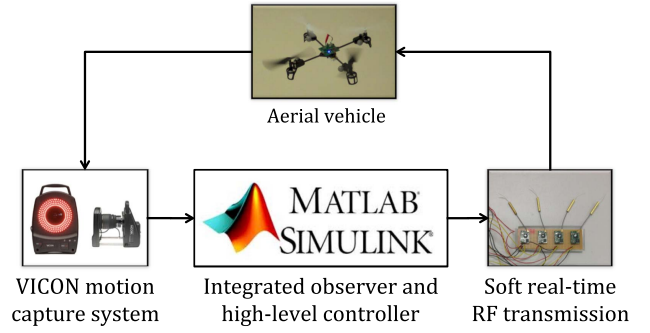 Aerial vehicle
MATLAB®
SIMULINK®
VICON motion
capture system
Integrated observer and
high-level controller
Soft real-time
RF transmission